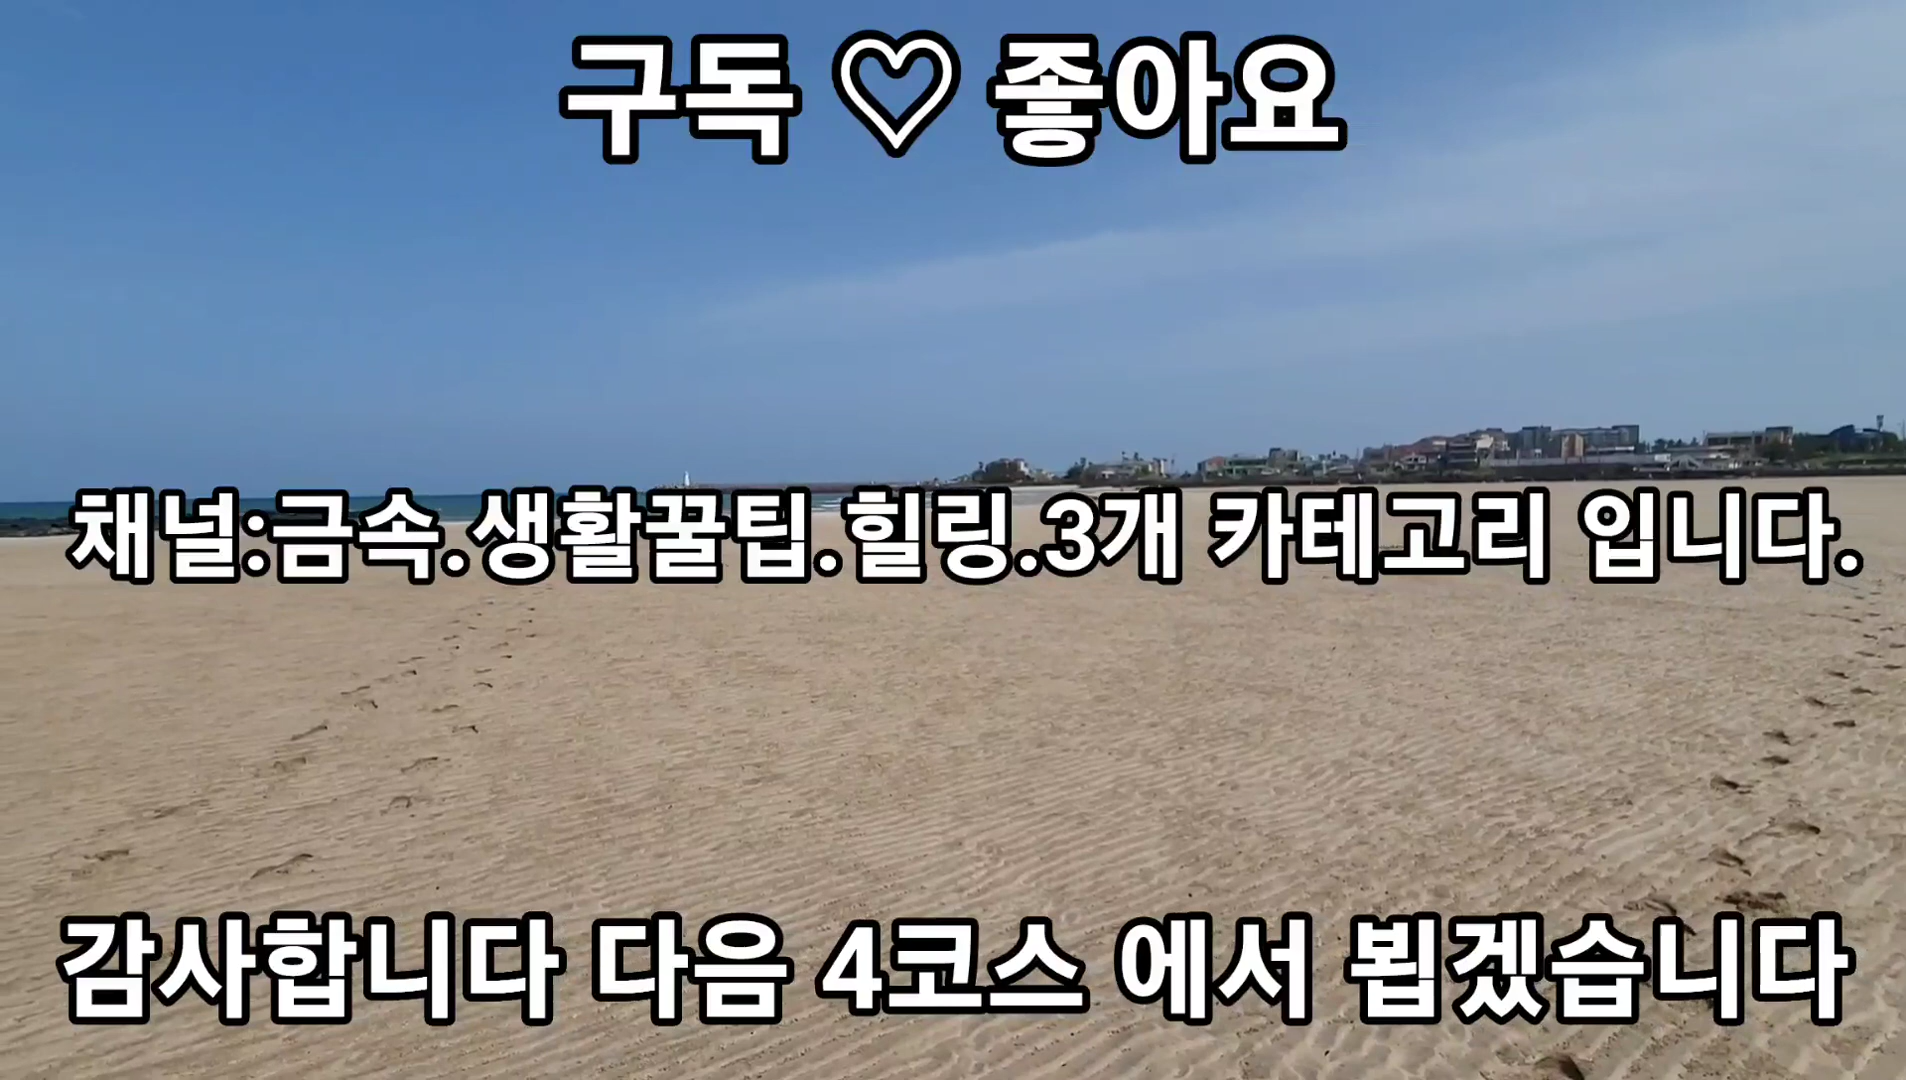 구독 ♡ 좋아요
채널:금속.생활꿀팁.힐링.3개 카테고리 입니다.
감사합니다 다음 4코스 에서 뵙겠습니다